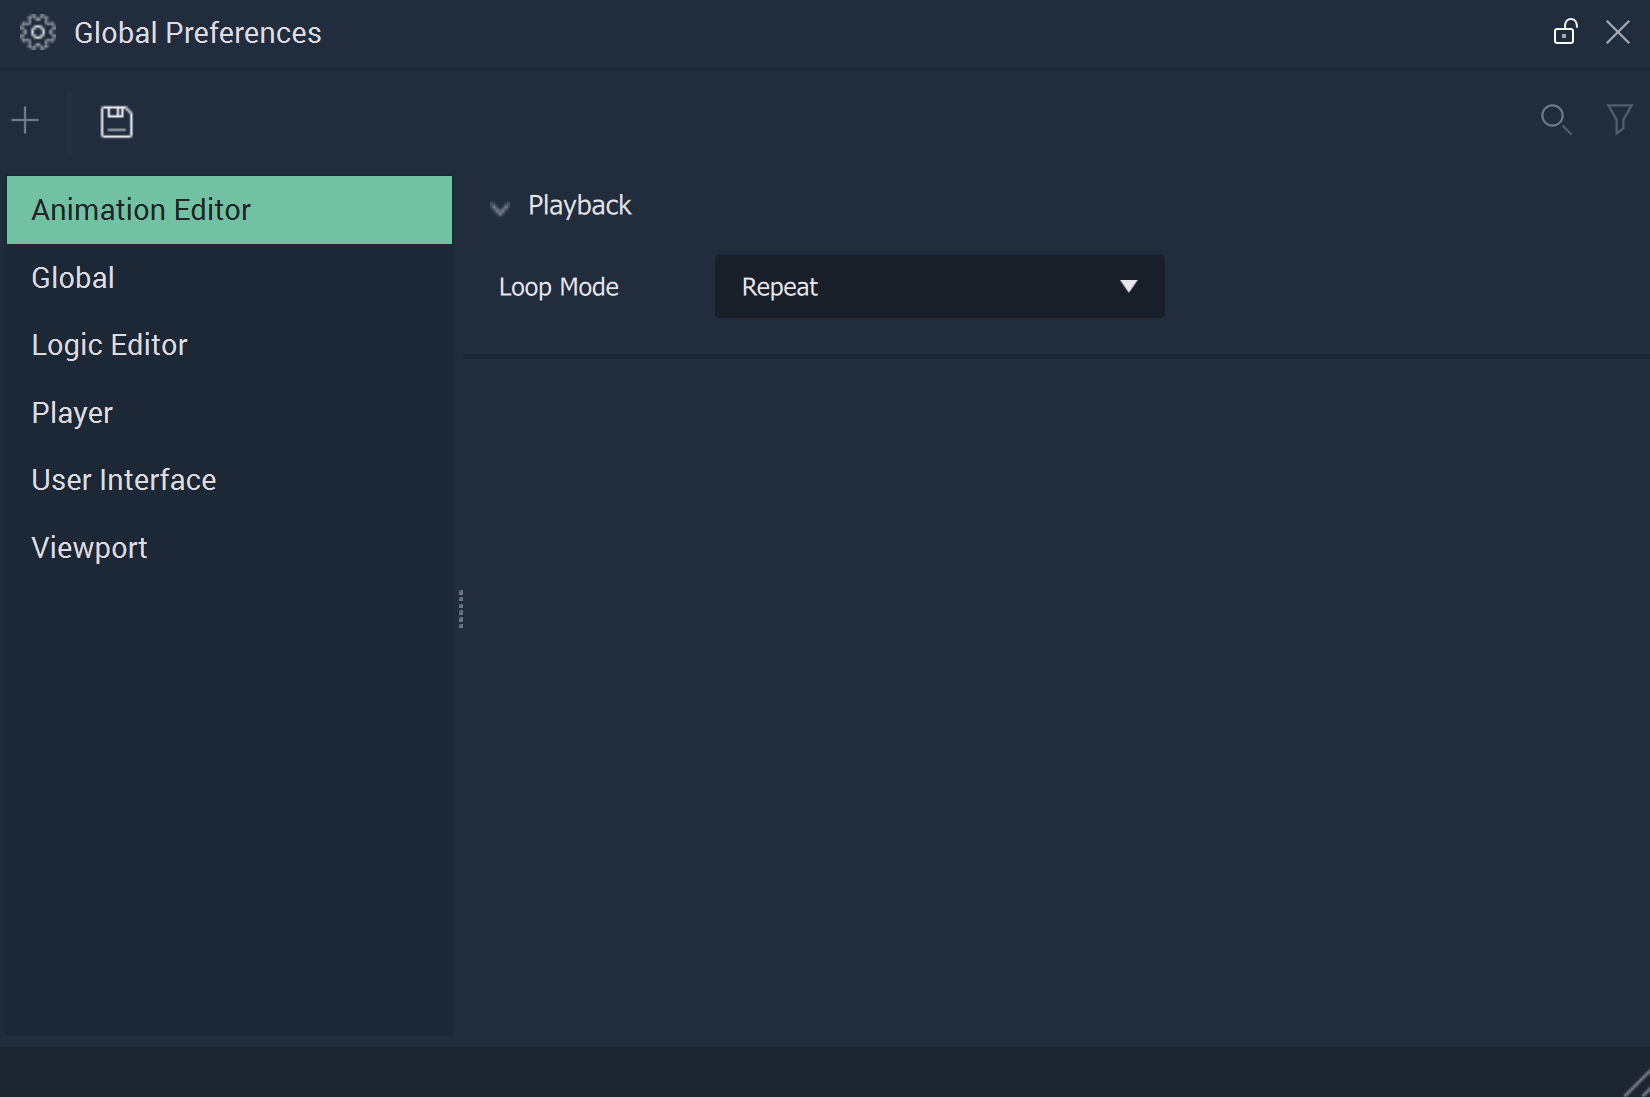 Global Preferences
Animation Editor
Global
Logic Editor
Player
User Interface
Viewport
Playback
Loop Mode
Repeat